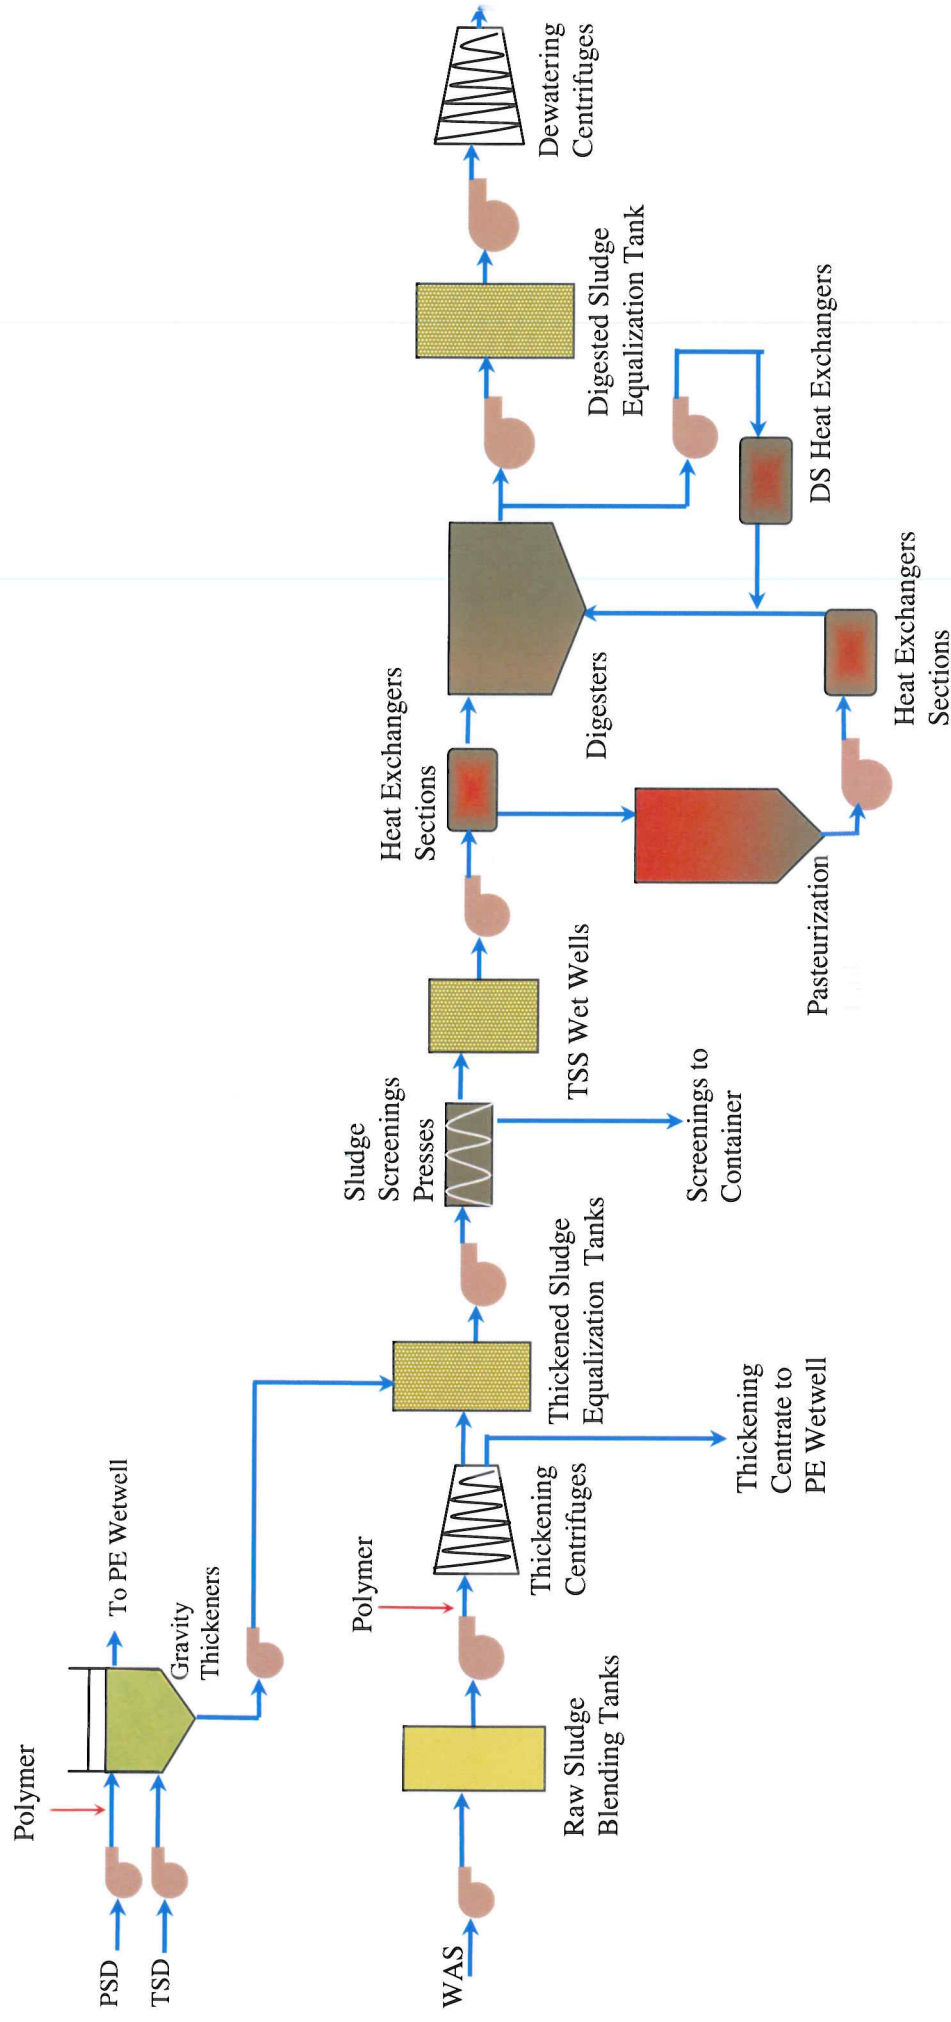 PSD
TSD
Polymer
To PE Wetwell
Gravity
Thickeners
WAS
Raw Sludge
Blending Tanks
Polymer
Thickening
Centrifuges
Thickening
Centrate to
PE Wetwell
Thickened Sludge
Equalization Tanks
Sludge
Screenings
Presses
Screenings to
Container
TSS Wet Wells
Heat Exchangers
Sections
Pasteurization
Digesters
Heat Exchangers
Sections
DS Heat Exchangers
Digested Sludge
Equalization Tank
Dewatering
Centrifuges